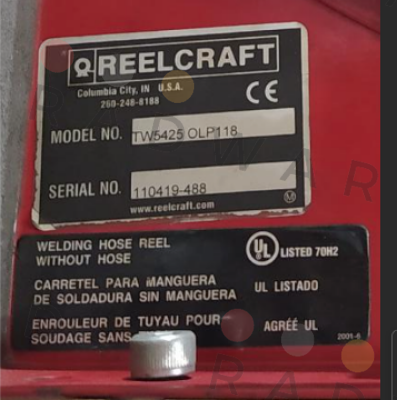 REELCRAFT
Columbia City, IN U.S.A.
260-248-8188
CE
MODEL NO. TW5425 OLP118
SERIAL NO. 110419-488
www.reelcraft.com
M
WELDING HOSE REEL
WITHOUT HOSE
UL LISTED 70H2
CARRETEL PARA MANGUERA
DE SOLDADURA SIN MANGUERA
UL LISTADO
ENROULEUR DE TUYAU POUR
SOUDAGE SANS
AGRÉÉ UL
2001-6